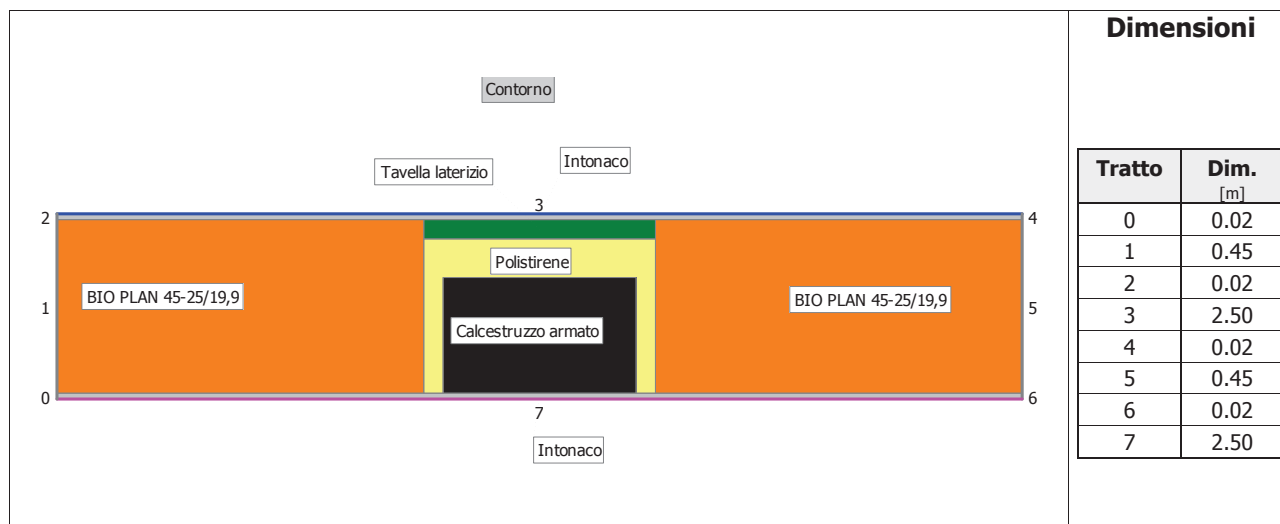 Contorno
Intonaco
Tavella laterizio
3
2
4
Polistirene
BIO PLAN 45-25/19,9
BIO PLAN 45-25/19,9
1
5
Calcestruzzo armato
0
6
7
Intonaco
Dimensioni
Tratto Dim. [m]
0 0.02
1 0.45
2 0.02
3 2.50
4 0.02
5 0.45
6 0.02
7 2.50